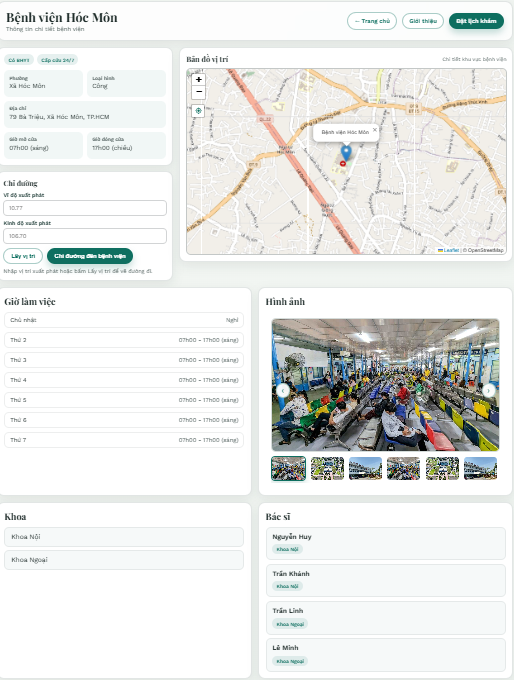 Bệnh viện Hóc Môn
Thông tin chi tiết bệnh viện
← Trang chủ
Giới thiệu
Đặt lịch khám
Có BHYT
Cấp cứu 24/7
Phường
Xã Hóc Môn
Loại hình
Công
Địa chỉ
79 Bà Triệu, Xã Hóc Môn, TP.HCM
Giờ mở cửa
07h00 (sáng)
Giờ đóng cửa
17h00 (chiều)
Chỉ đường
Vĩ độ xuất phát
10.77
Kinh độ xuất phát
106.70
Lấy vị trí
Chỉ đường đến bệnh viện
Nhập vị trí xuất phát hoặc bấm Lấy vị trí để vẽ đường đi.
Bản đồ vị trí
Chi tiết khu vực bệnh viện
+
−
Bệnh viện Hóc Môn
×
Leaflet | © OpenStreetMap
Giờ làm việc
Chủ nhật
Nghỉ
Thứ 2
07h00 – 17h00 (sáng)
Thứ 3
07h00 – 17h00 (sáng)
Thứ 4
07h00 – 17h00 (sáng)
Thứ 5
07h00 – 17h00 (sáng)
Thứ 6
07h00 – 17h00 (sáng)
Thứ 7
07h00 – 17h00 (sáng)
Hình ảnh
Khoa
Khoa Nội
Khoa Ngoại
Bác sĩ
Nguyễn Huy
Khoa Nội
Trần Khánh
Khoa Nội
Trần Linh
Khoa Ngoại
Lê Minh
Khoa Ngoại